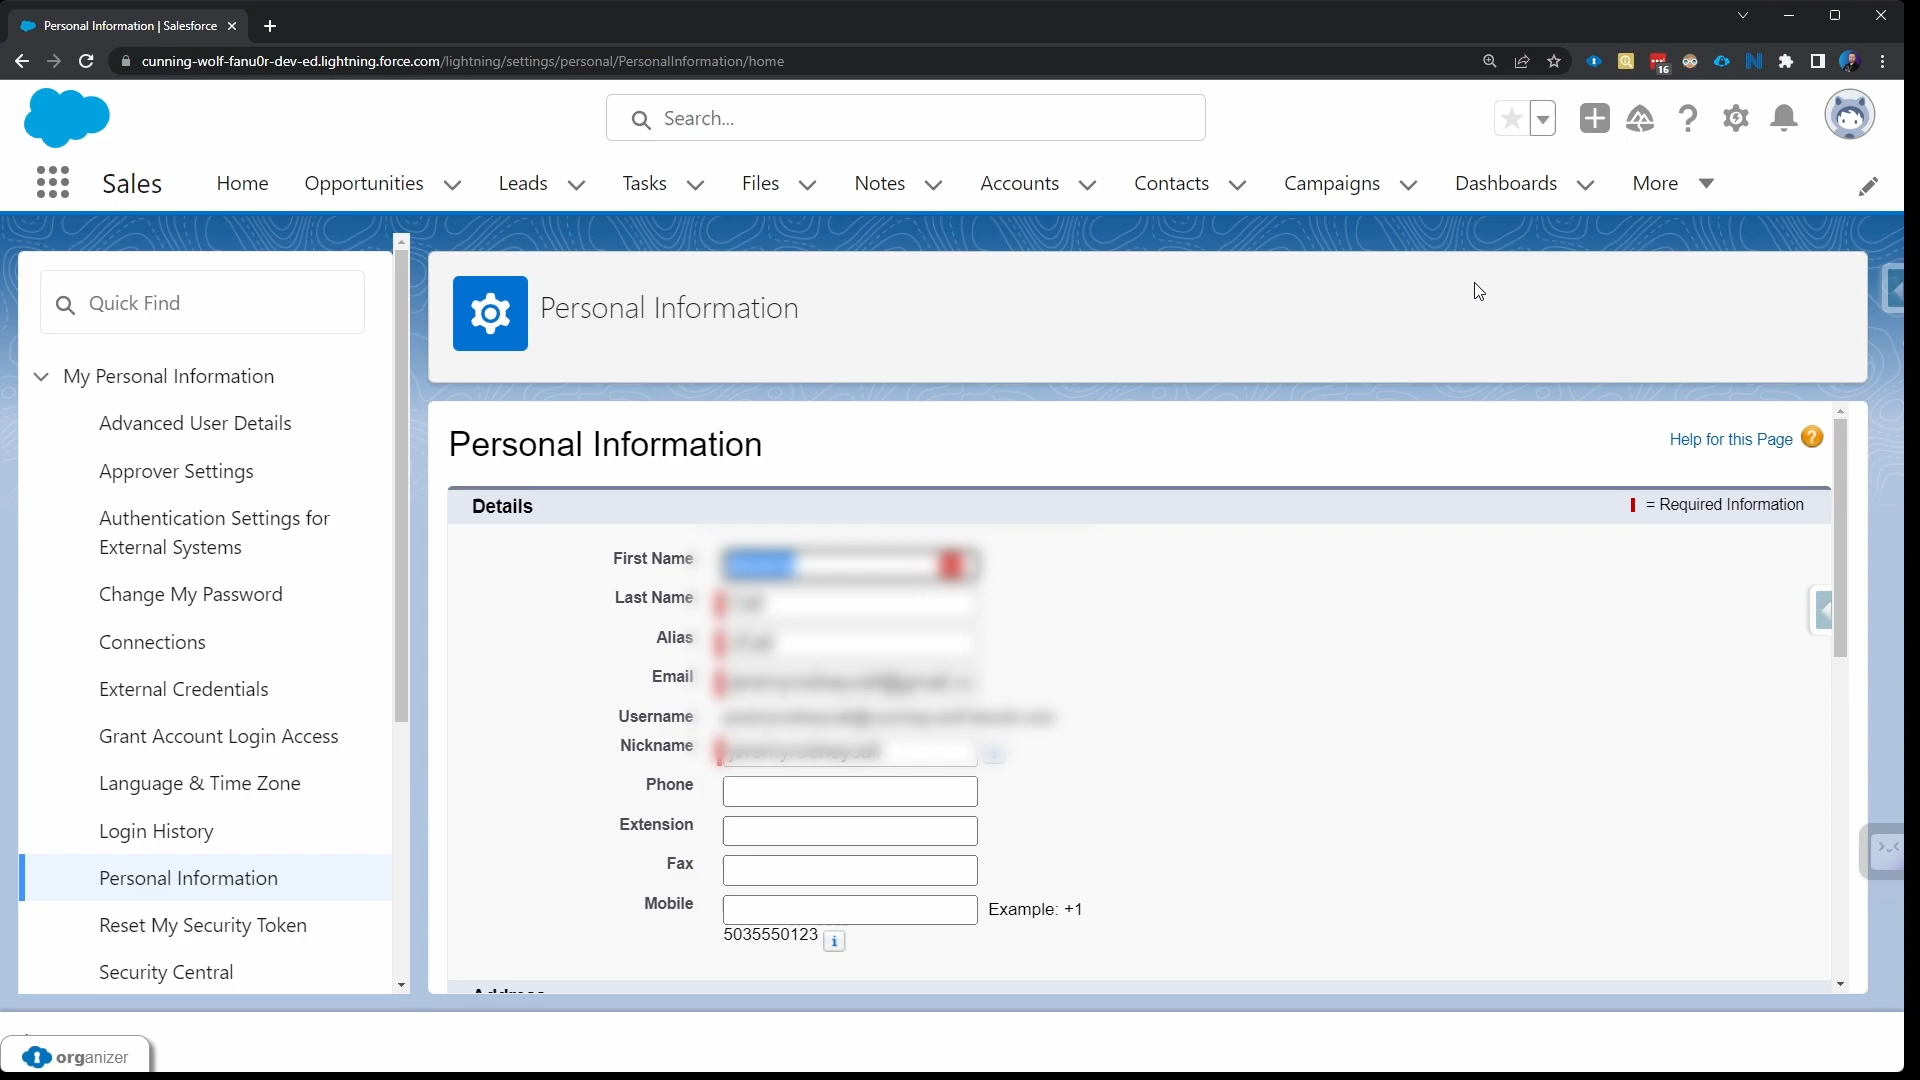 Personal Information | Salesforce
cunning-wolf-fanu0r-dev-ed.lightning.force.com/lightning/settings/personal/PersonalInformation/home
16
Search...
Sales
Home
Opportunities
Leads
Tasks
Files
Notes
Accounts
Contacts
Campaigns
Dashboards
More
Quick Find
My Personal Information
Advanced User Details
Approver Settings
Authentication Settings for
External Systems
Change My Password
Connections
External Credentials
Grant Account Login Access
Language & Time Zone
Login History
Personal Information
Reset My Security Token
Security Central
Personal Information
Personal Information
Help for this Page
Details
= Required Information
First Name
Last Name
Alias
Email
Username
Nickname
Phone
Extension
Fax
Mobile
Example: +1
5035550123
Address
organizer